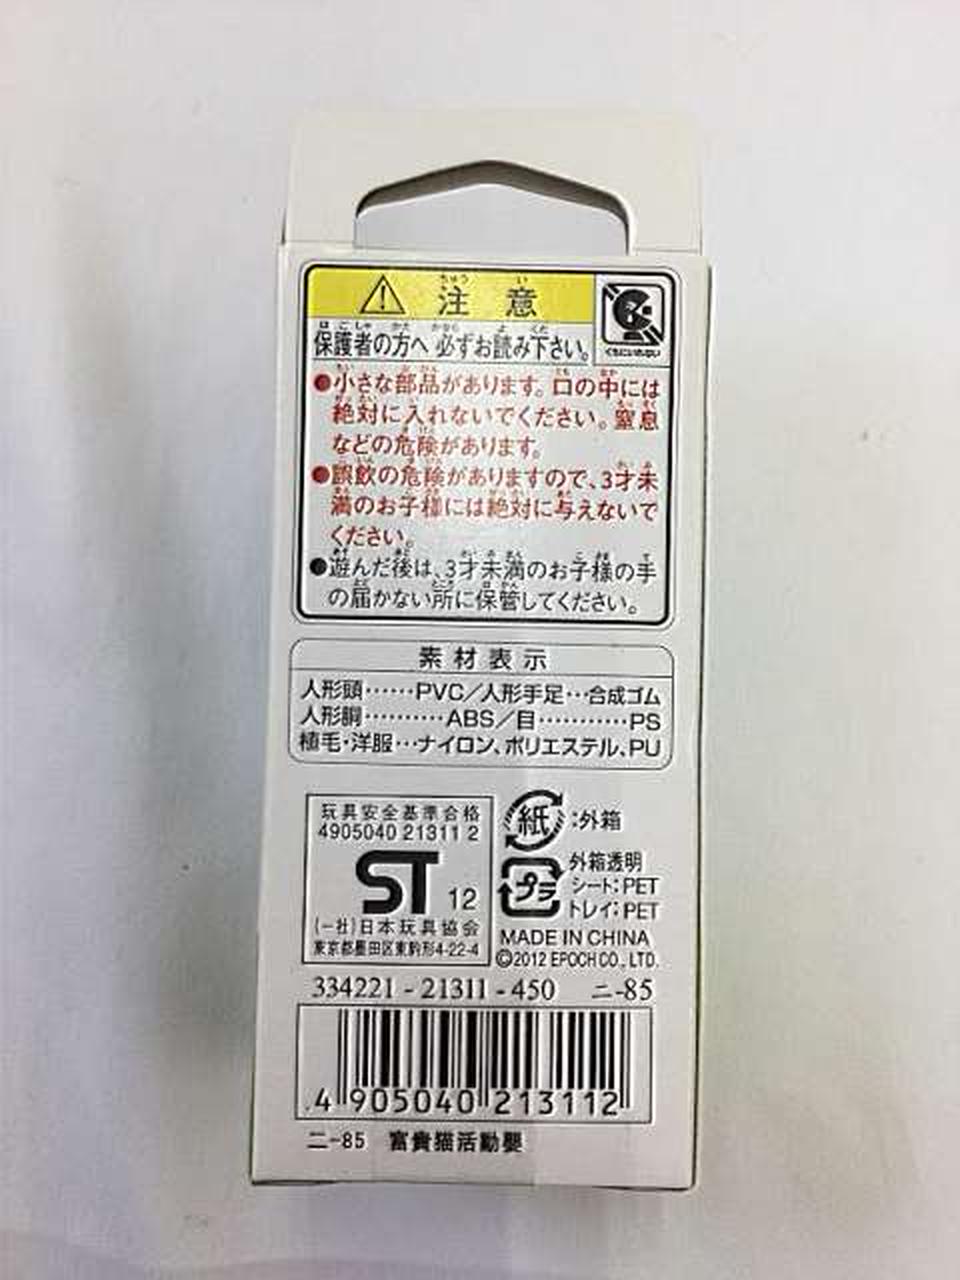 注意
保護者の方へ 必ずお読み下さい。
くちにいれない
●小さな部品があります。口の中には
絶対に入れないでください。窒息
などの危険があります。
●誤飲の危険がありますので、3才未
満のお子様には絶対に与えないで
ください。
●遊んだ後は、3才未満のお子様の手
の届かない所に保管してください。
素材表示
人形頭……PVC／人形手足…合成ゴム
人形胴………ABS／目…………PS
植毛・洋服…ナイロン、ポリエステル、PU
玩具安全基準合格
4905040 21311 2
ST 12
(一社)日本玩具協会
東京都墨田区東駒形4-22-4
紙 :外箱
プラ 外箱透明
シート:PET
トレイ:PET
MADE IN CHINA
©2012 EPOCH CO., LTD.
334221 - 21311 - 450 ニ-85
4 905040 213112
ニ-85 富貴猫活動嬰